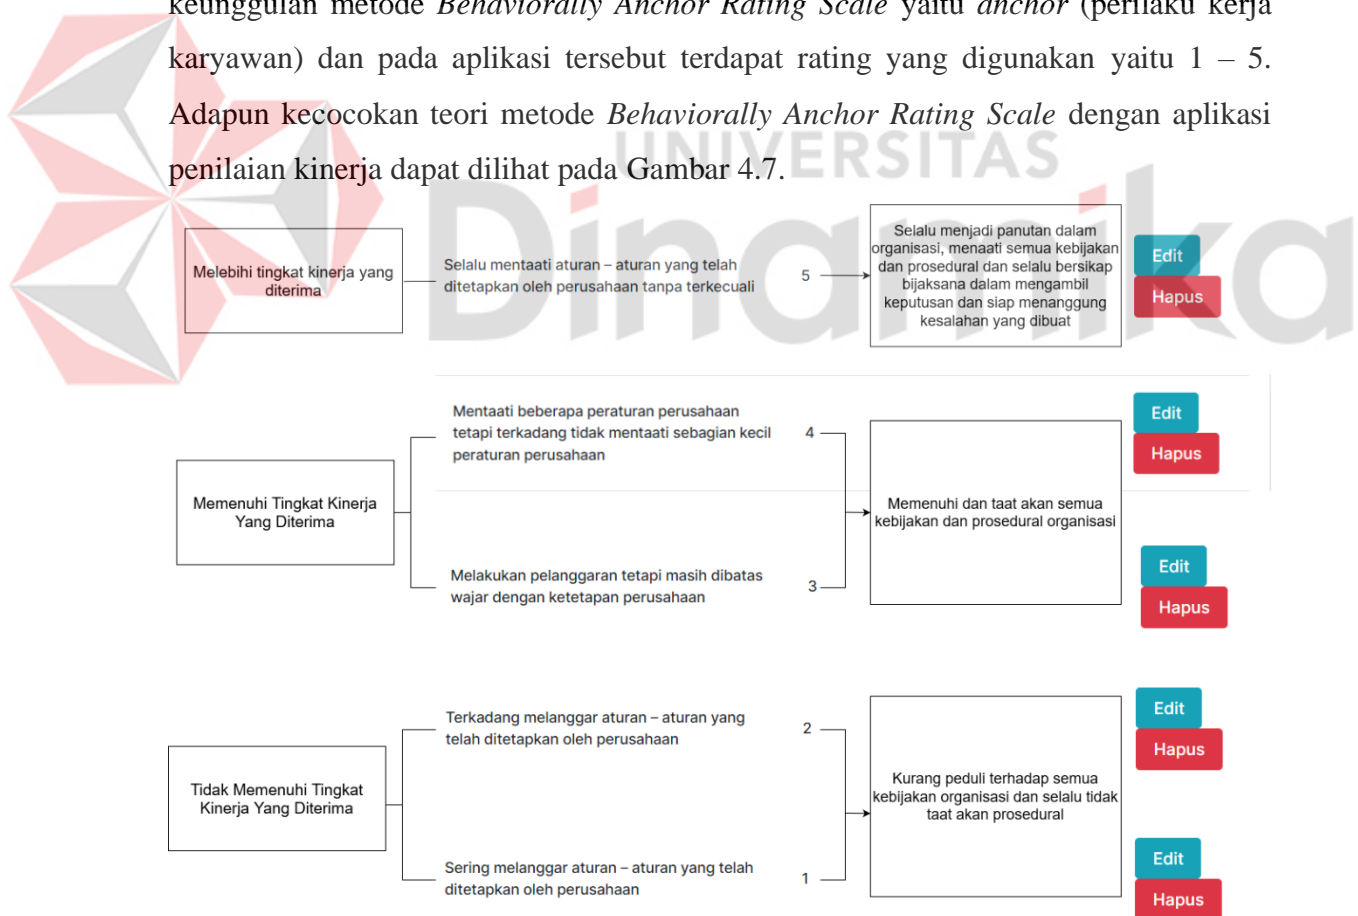 keunggulan metode Behaviorally Anchor Rating Scale yaitu anchor (perilaku kerja
karyawan) dan pada aplikasi tersebut terdapat rating yang digunakan yaitu 1 – 5.
Adapun kecocokan teori metode Behaviorally Anchor Rating Scale dengan aplikasi
penilaian kinerja dapat dilihat pada Gambar 4.7.
UNIVERSITAS
Dinamika
Melebihi tingkat kinerja yang
diterima
Selalu mentaati aturan – aturan yang telah
ditetapkan oleh perusahaan tanpa terkecuali
5
Selalu menjadi panutan dalam
organisasi, menaati semua kebijakan
dan prosedural dan selalu bersikap
bijaksana dalam mengambil
keputusan dan siap menanggung
kesalahan yang dibuat
Edit
Hapus
Memenuhi Tingkat Kinerja
Yang Diterima
Mentaati beberapa peraturan perusahaan
tetapi terkadang tidak mentaati sebagian kecil
peraturan perusahaan
4
Melakukan pelanggaran tetapi masih dibatas
wajar dengan ketetapan perusahaan
3
Memenuhi dan taat akan semua
kebijakan dan prosedural organisasi
Edit
Hapus
Edit
Hapus
Tidak Memenuhi Tingkat
Kinerja Yang Diterima
Terkadang melanggar aturan – aturan yang
telah ditetapkan oleh perusahaan
2
Sering melanggar aturan – aturan yang telah
ditetapkan oleh perusahaan
1
Kurang peduli terhadap semua
kebijakan organisasi dan selalu tidak
taat akan prosedural
Edit
Hapus
Edit
Hapus